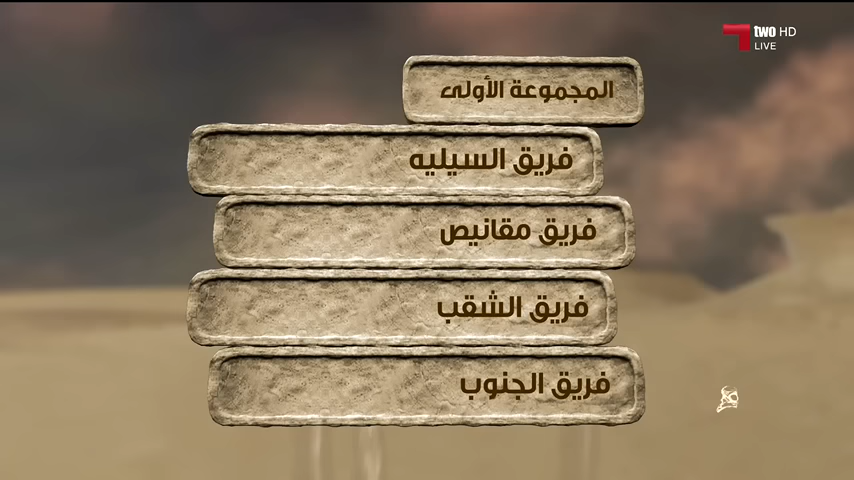 two HD
LIVE
المجموعة الأولى
فريق السيليه
فريق مقانيص
فريق الشقب
فريق الجنوب